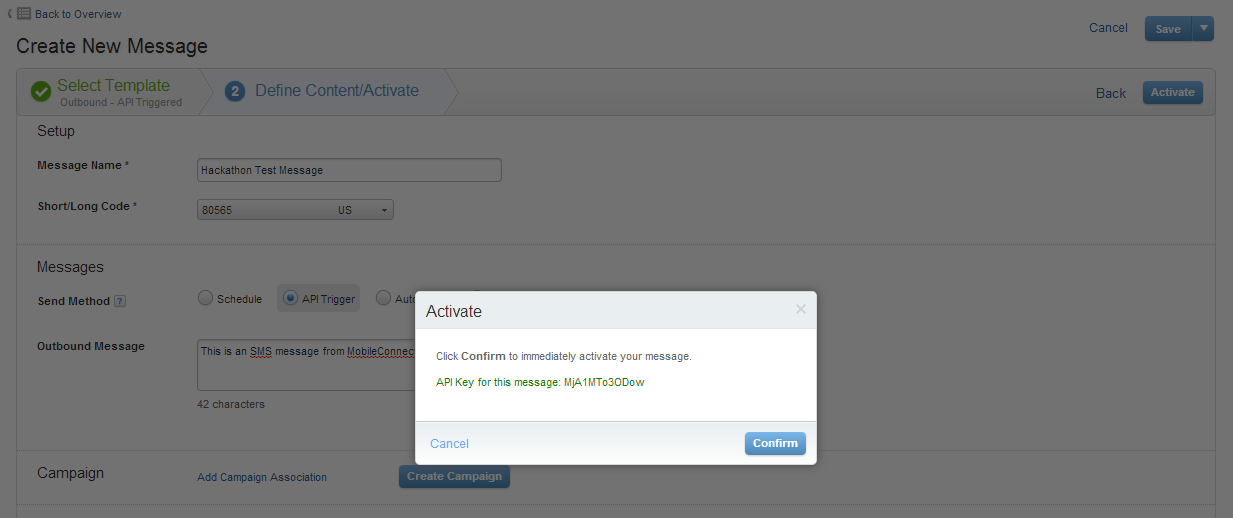 Back to Overview
Cancel
Save
Create New Message
Select Template
Outbound - API Triggered
2
Define Content/Activate
Back
Activate
Setup
Message Name *
Hackathon Test Message
Short/Long Code *
80565
US
Messages
Send Method ?
Schedule
API Trigger
Auto
Outbound Message
This is an SMS message from MobileConnect
42 characters
Activate
×
Click Confirm to immediately activate your message.
API Key for this message: MjA1MTo3ODow
Cancel
Confirm
Campaign
Add Campaign Association
Create Campaign